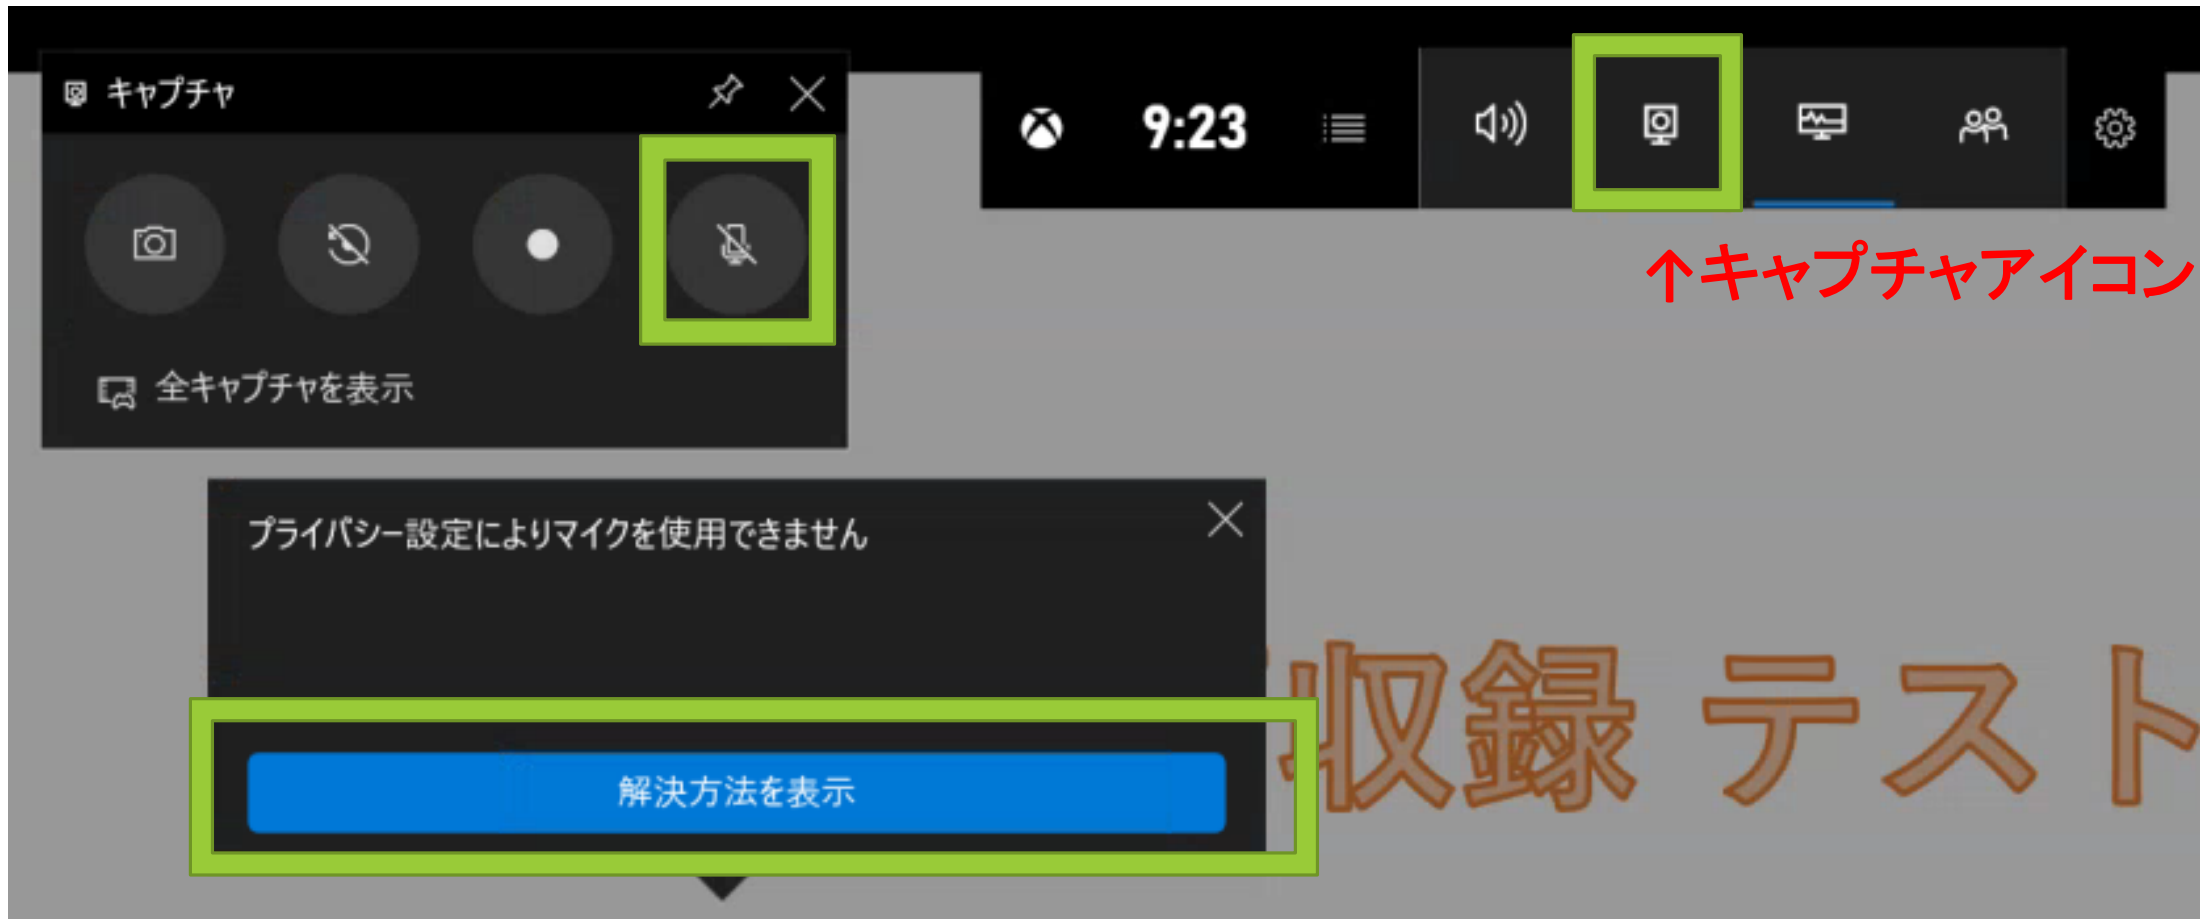 キャプチャ
9:23
↑キャプチャアイコン
全キャプチャを表示
プライバシー設定によりマイクを使用できません
収録 テスト
解決方法を表示